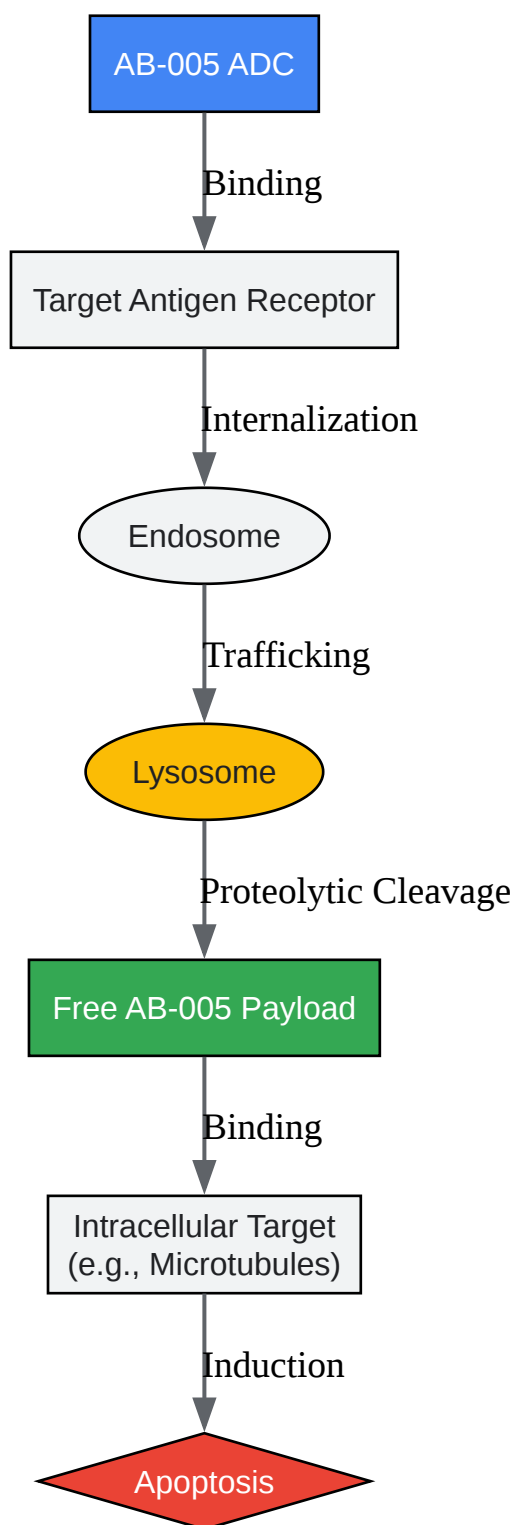 AB-005 ADC
Binding
Target Antigen Receptor
Internalization
Endosome
Trafficking
Lysosome
Proteolytic Cleavage
Free AB-005 Payload
Binding
Intracellular Target
(e.g., Microtubules)
Induction
Apoptosis